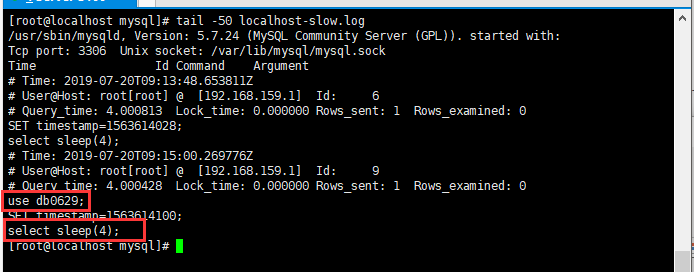 [root@localhost mysql]# tail -50 localhost-slow.log
/usr/sbin/mysqld, Version: 5.7.24 (MySQL Community Server (GPL)). started with:
Tcp port: 3306  Unix socket: /var/lib/mysql/mysql.sock
Time                 Id Command    Argument
# Time: 2019-07-20T09:13:48.653811Z
# User@Host: root[root] @  [192.168.159.1]  Id:     6
# Query_time: 4.000813  Lock_time: 0.000000 Rows_sent: 1  Rows_examined: 0
SET timestamp=1563614028;
select sleep(4);
# Time: 2019-07-20T09:15:00.269776Z
# User@Host: root[root] @  [192.168.159.1]  Id:     9
# Query_time: 4.000428  Lock_time: 0.000000 Rows_sent: 1  Rows_examined: 0
use db0629;
SET timestamp=1563614100;
select sleep(4);
[root@localhost mysql]#